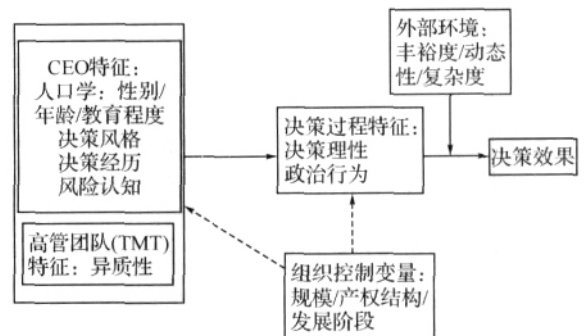 CEO特征:
人口学：性别/
年龄/教育程度
决策风格
决策经历
风险认知
高管团队(TMT)
特征：异质性
决策过程特征:
决策理性
政治行为
外部环境:
丰裕度/动态
性/复杂度
决策效果
组织控制变量:
规模/产权结构/
发展阶段